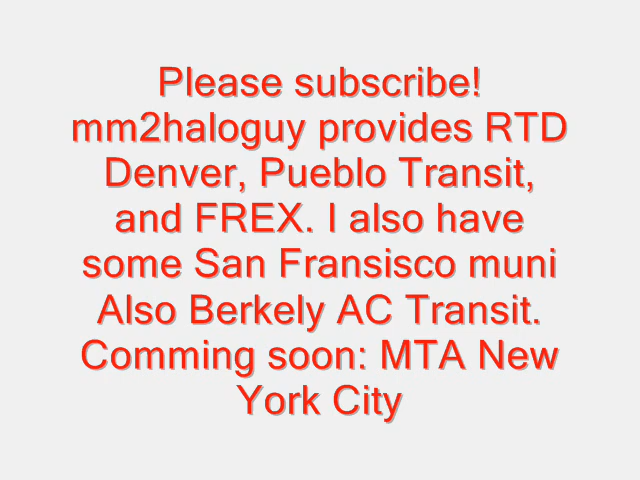 Please subscribe!
mm2haloguy provides RTD
Denver, Pueblo Transit,
and FREX. I also have
some San Fransisco muni
Also Berkely AC Transit.
Comming soon: MTA New
York City